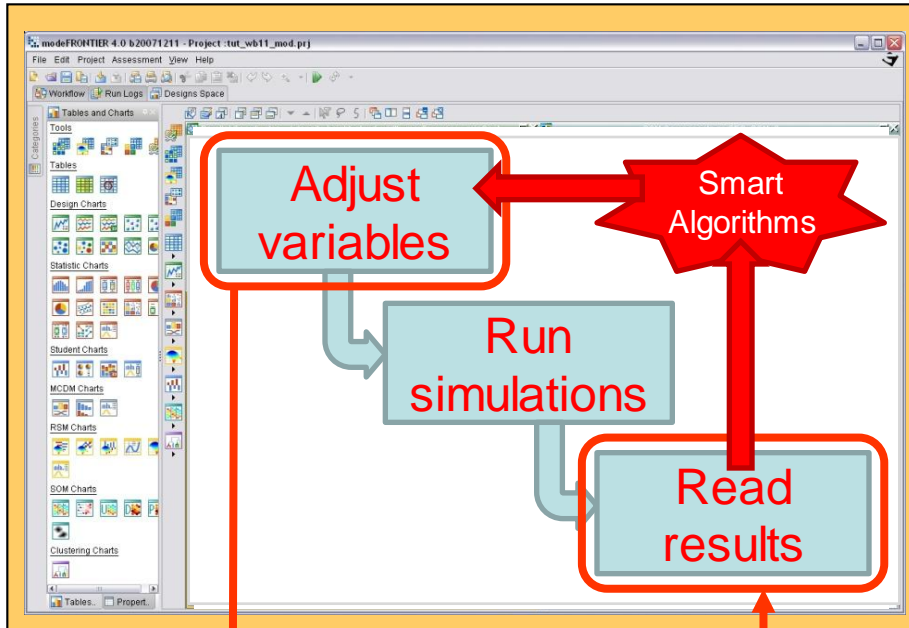 modeFRONTIER 4.0 b20071211 - Project :tut_wb11_mod.prj
File Edit Project Assessment View Help
Workflow Run Logs Designs Space
Categories
Tables and Charts
Tools
Tables
Design Charts
Statistic Charts
Student Charts
MCDM Charts
RSM Charts
SOM Charts
Clustering Charts
Tables.. Propert..
Adjust
variables
Smart
Algorithms
Run
simulations
Read
results